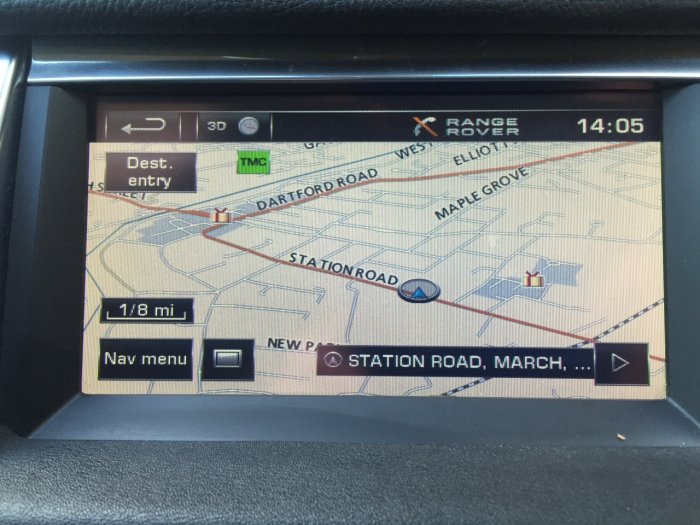 3D
RANGE
ROVER
14:05
Dest.
entry
TMC
WEST
ELLIOTT
DARTFORD ROAD
MAPLE GROVE
STATION ROAD
1/8 mi
Nav menu
NEW
STATION ROAD, MARCH, ...